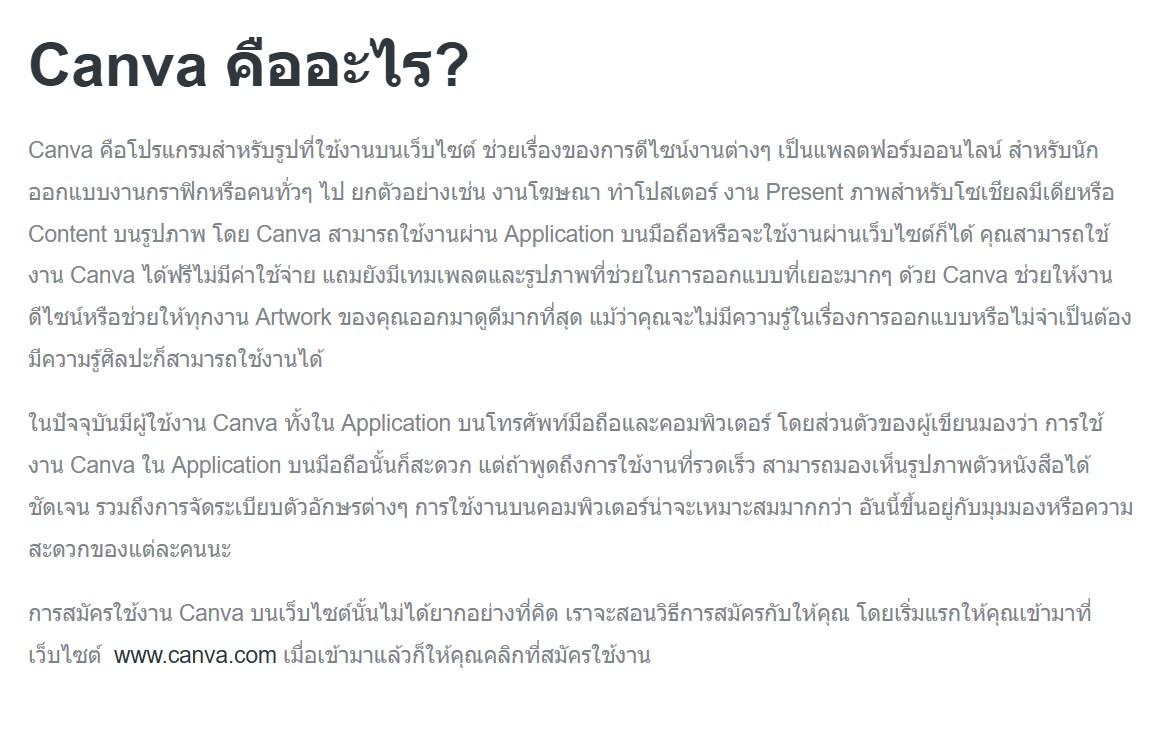 Canva คืออะไร?
Canva คือโปรแกรมสำหรับรูปที่ใช้งานบนเว็บไซต์ ช่วยเรื่องของการดีไซน์งานต่างๆ เป็นแพลตฟอร์มออนไลน์ สำหรับนัก
ออกแบบงานกราฟิกหรือคนทั่วๆ ไป ยกตัวอย่างเช่น งานโฆษณา ทำโปสเตอร์ งาน Present ภาพสำหรับโซเชียลมีเดียหรือ
Content บนรูปภาพ โดย Canva สามารถใช้งานผ่าน Application บนมือถือหรือจะใช้งานผ่านเว็บไซต์ก็ได้ คุณสามารถใช้
งาน Canva ได้ฟรีไม่มีค่าใช้จ่าย แถมยังมีเทมเพลตและรูปภาพที่ช่วยในการออกแบบที่เยอะมากๆ ด้วย Canva ช่วยให้งาน
ดีไซน์หรือช่วยให้ทุกงาน Artwork ของคุณออกมาดูดีมากที่สุด แม้ว่าคุณจะไม่มีความรู้ในเรื่องการออกแบบหรือไม่จำเป็นต้อง
มีความรู้ศิลปะก็สามารถใช้งานได้
ในปัจจุบันมีผู้ใช้งาน Canva ทั้งใน Application บนโทรศัพท์มือถือและคอมพิวเตอร์ โดยส่วนตัวของผู้เขียนมองว่า การใช้
งาน Canva ใน Application บนมือถือนั้นก็สะดวก แต่ถ้าพูดถึงการใช้งานที่รวดเร็ว สามารถมองเห็นรูปภาพตัวหนังสือได้
ชัดเจน รวมถึงการจัดระเบียบตัวอักษรต่างๆ การใช้งานบนคอมพิวเตอร์น่าจะเหมาะสมมากกว่า อันนี้ขึ้นอยู่กับมุมมองหรือความ
สะดวกของแต่ละคนนะ
การสมัครใช้งาน Canva บนเว็บไซต์นั้นไม่ได้ยากอย่างที่คิด เราจะสอนวิธีการสมัครกับให้คุณ โดยเริ่มแรกให้คุณเข้ามาที่
เว็บไซต์ www.canva.com เมื่อเข้ามาแล้วก็ให้คุณคลิกที่สมัครใช้งาน